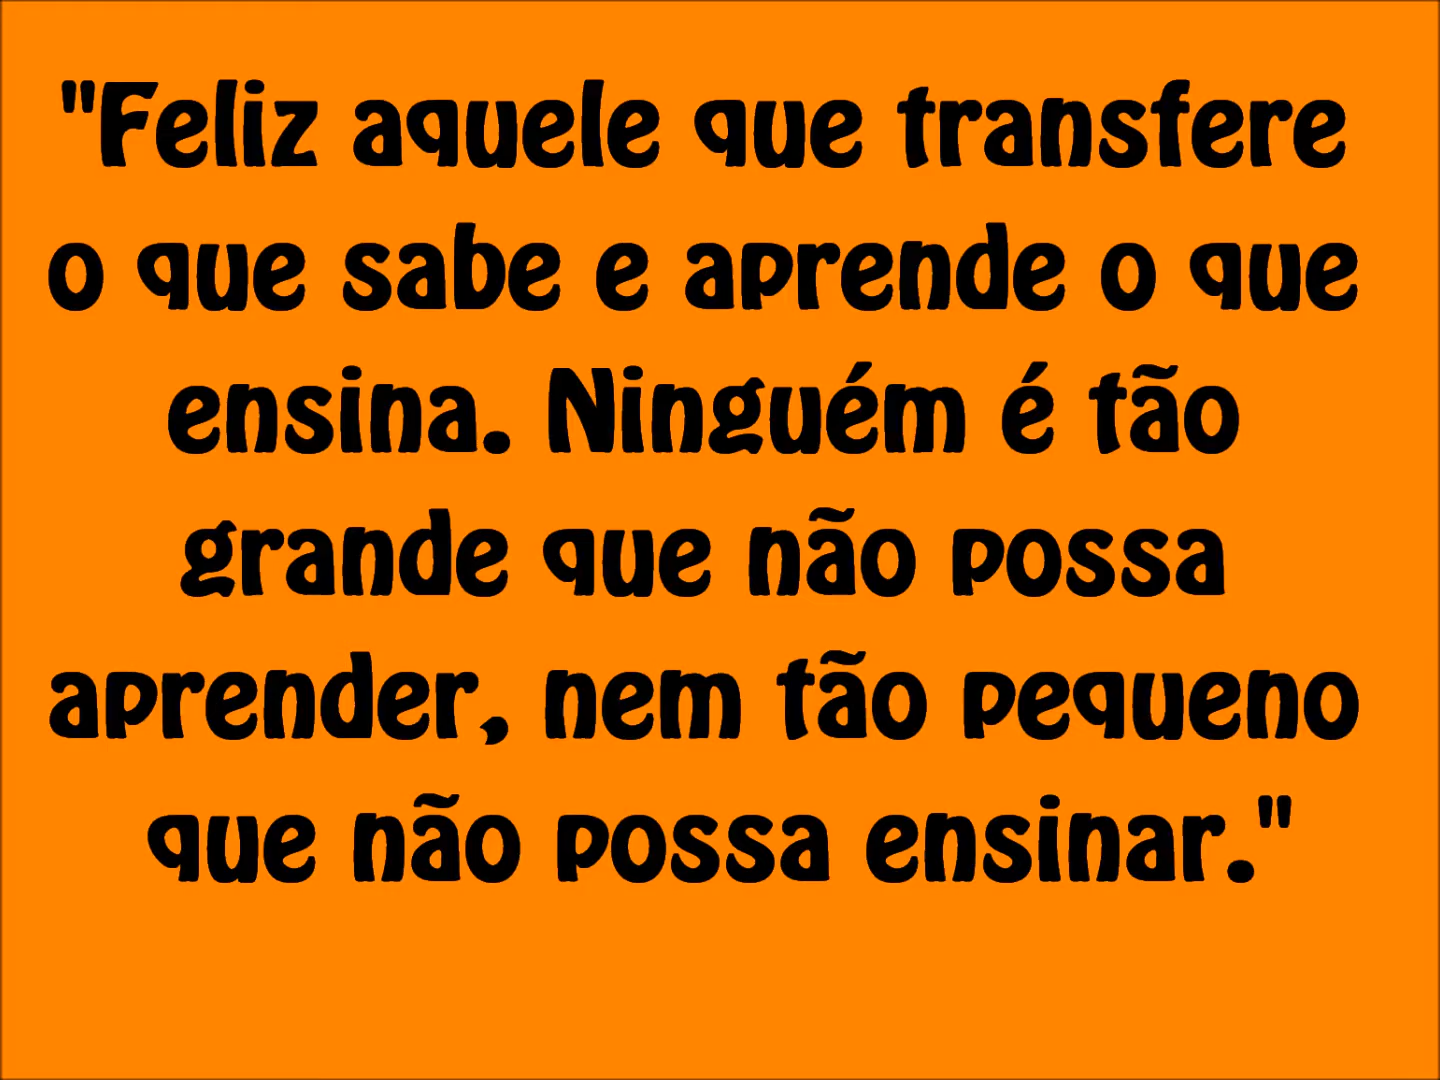 "Feliz aquele que transfere
o que sabe e aprende o que
ensina. Ninguém é tão
grande que não possa
aprender, nem tão pequeno
que não possa ensinar."